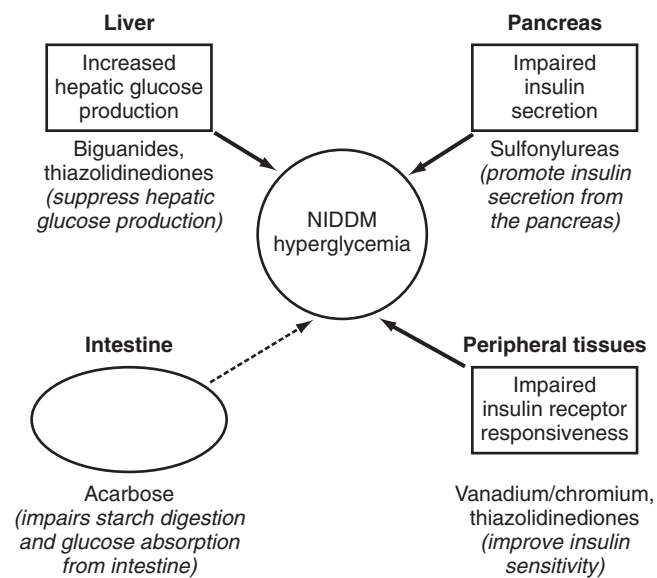 Liver
Increased
hepatic glucose
production
Biguanides,
thiazolidinediones
(suppress hepatic
glucose production)
Pancreas
Impaired
insulin
secretion
Sulfonylureas
(promote insulin
secretion from
the pancreas)
NIDDM
hyperglycemia
Intestine
Acarbose
(impairs starch digestion
and glucose absorption
from intestine)
Peripheral tissues
Impaired
insulin receptor
responsiveness
Vanadium/chromium,
thiazolidinediones
(improve insulin
sensitivity)